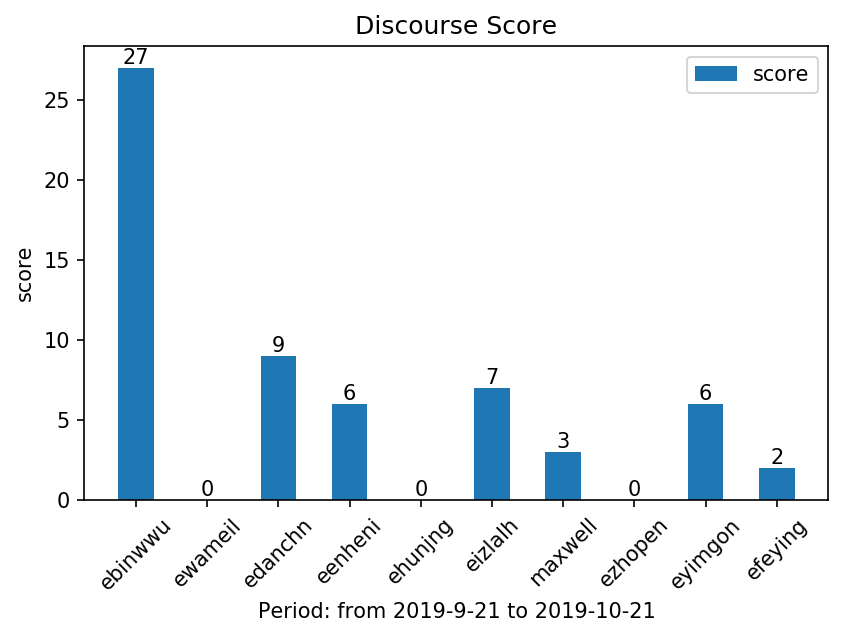 Discourse Score
27
score
25
20
15
10
5
0
score
0
9
6
0
7
3
0
6
2
ebinwwu
ewameil
edanchn
eenheni
ehunjng
eizlalh
maxwell
ezhopen
eyimgon
efeying
Period: from 2019-9-21 to 2019-10-21